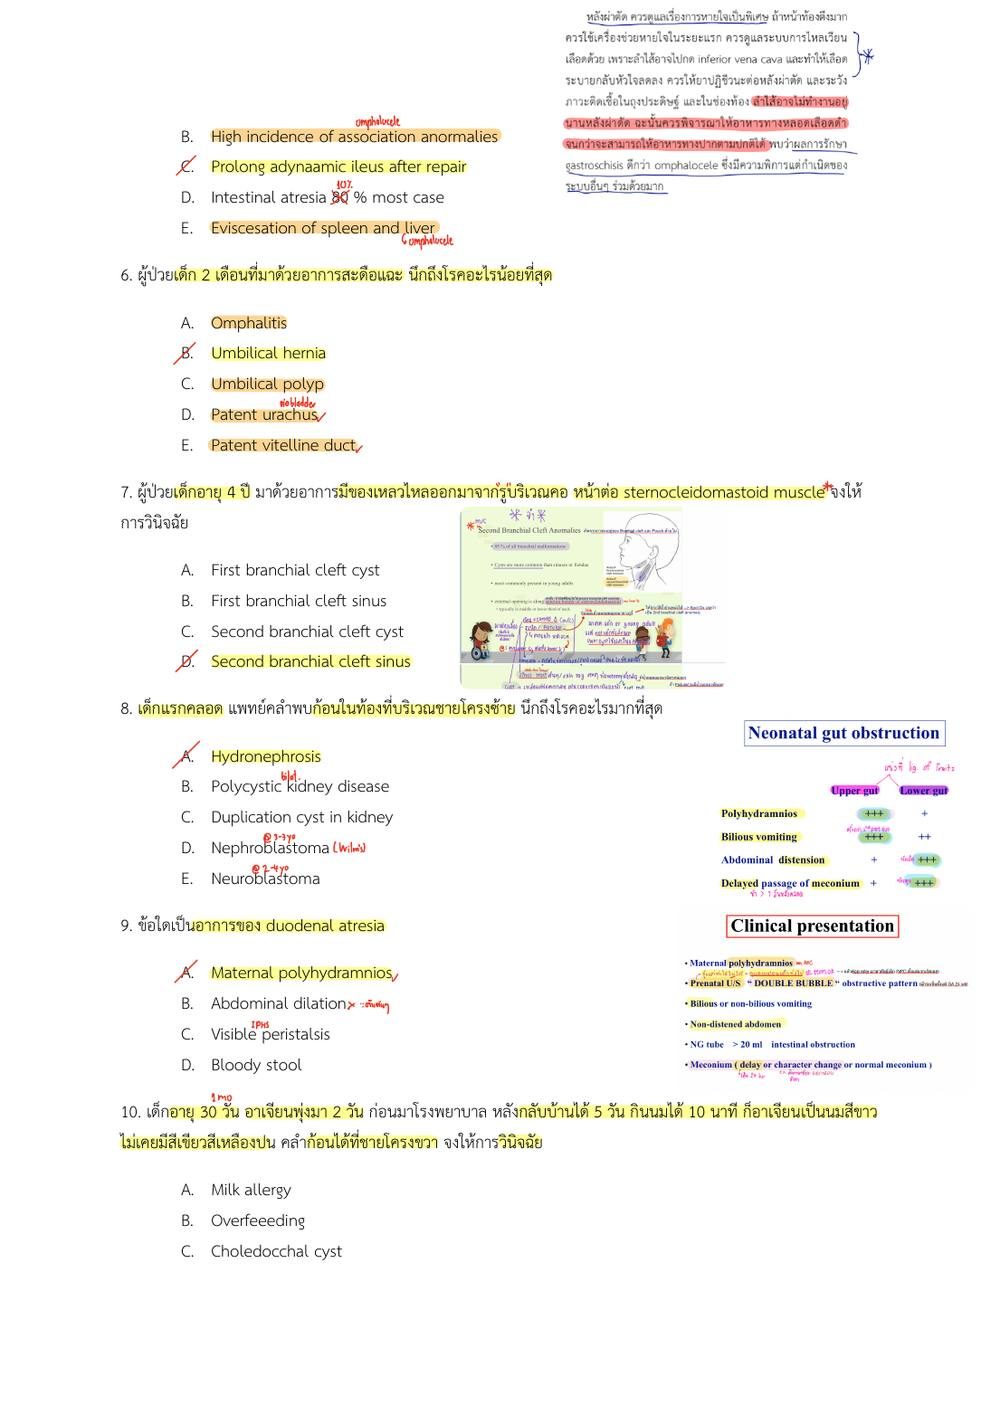 หลังผ่าตัด ควรดูแลเรื่องการหายใจเป็นพิเศษ ถ้าหน้าท้องตึงมาก
ควรใช้เครื่องช่วยหายใจในระยะแรก ควรดูแลระบบการไหลเวียน
เลือดด้วย เพราะลำไส้อาจไปกด inferior vena cava และทำให้เลือด
ระบายกลับหัวใจลดลง ควรให้ยาปฏิชีวนะต่อหลังผ่าตัด และระวัง
ภาวะติดเชื้อในถุงประดิษฐ์ และในช่องท้อง ลำไส้อาจไม่ทำงานอยู่
นานหลังผ่าตัด ฉะนั้นควรพิจารณาให้อาหารทางหลอดเลือดดำ
จนกว่าจะสามารถให้อาหารทางปากตามปกติได้ พบว่าผลการรักษา
gastroschisis ดีกว่า omphalocele ซึ่งมีความพิการแต่กำเนิดของ
ระบบอื่นๆ ร่วมด้วยมาก
omphalocele
B. High incidence of association anormalies
C. Prolong adynaamic ileus after repair
10%
D. Intestinal atresia 80 % most case
E. Eviscesation of spleen and liver
omphalocele
6. ผู้ป่วยเด็ก 2 เดือนที่มาด้วยอาการสะดือแฉะ นึกถึงโรคอะไรน้อยที่สุด
A. Omphalitis
B. Umbilical hernia
C. Umbilical polyp
D. Patent urachus
E. Patent vitelline duct
7. ผู้ป่วยเด็กอายุ 4 ปี มาด้วยอาการมีของเหลวไหลออกมาจากรูบริเวณคอ หน้าต่อ sternocleidomastoid muscle จงให้
การวินิจฉัย
Second Branchial Cleft Anomalies
• 95% of all branchial malformations
• Cysts are more common than sinuses or fistulae
• most commonly present in young adults
A. First branchial cleft cyst
B. First branchial cleft sinus
C. Second branchial cleft cyst
D. Second branchial cleft sinus
8. เด็กแรกคลอด แพทย์คลำพบก้อนในท้องที่บริเวณชายโครงซ้าย นึกถึงโรคอะไรมากที่สุด
A. Hydronephrosis
B. Polycystic kidney disease
C. Duplication cyst in kidney
D. Nephroblastoma (Wilm's)
@ 2-4 yo
E. Neuroblastoma
Neonatal gut obstruction
Upper gut Lower gut
Polyhydramnios +++ +
Bilious vomiting +++ ++
Abdominal distension + +++
Delayed passage of meconium + +++
9. ข้อใดเป็นอาการของ duodenal atresia
A. Maternal polyhydramnios
B. Abdominal dilation
IPHS
C. Visible peristalsis
D. Bloody stool
Clinical presentation
• Maternal polyhydramnios
• Prenatal U/S “ DOUBLE BUBBLE “ obstructive pattern
• Bilious or non-bilious vomiting
• Non-distened abdomen
• NG tube > 20 ml intestinal obstruction
• Meconium ( delay or character change or normal meconium )
1 mo
10. เด็กอายุ 30 วัน อาเจียนพุ่งมา 2 วัน ก่อนมาโรงพยาบาล หลังกลับบ้านได้ 5 วัน กินนมได้ 10 นาที ก็อาเจียนเป็นนมสีขาว
ไม่เคยมีสีเขียวสีเหลืองปน คลำก้อนได้ที่ชายโครงขวา จงให้การวินิจฉัย
A. Milk allergy
B. Overfeeeding
C. Choledocchal cyst